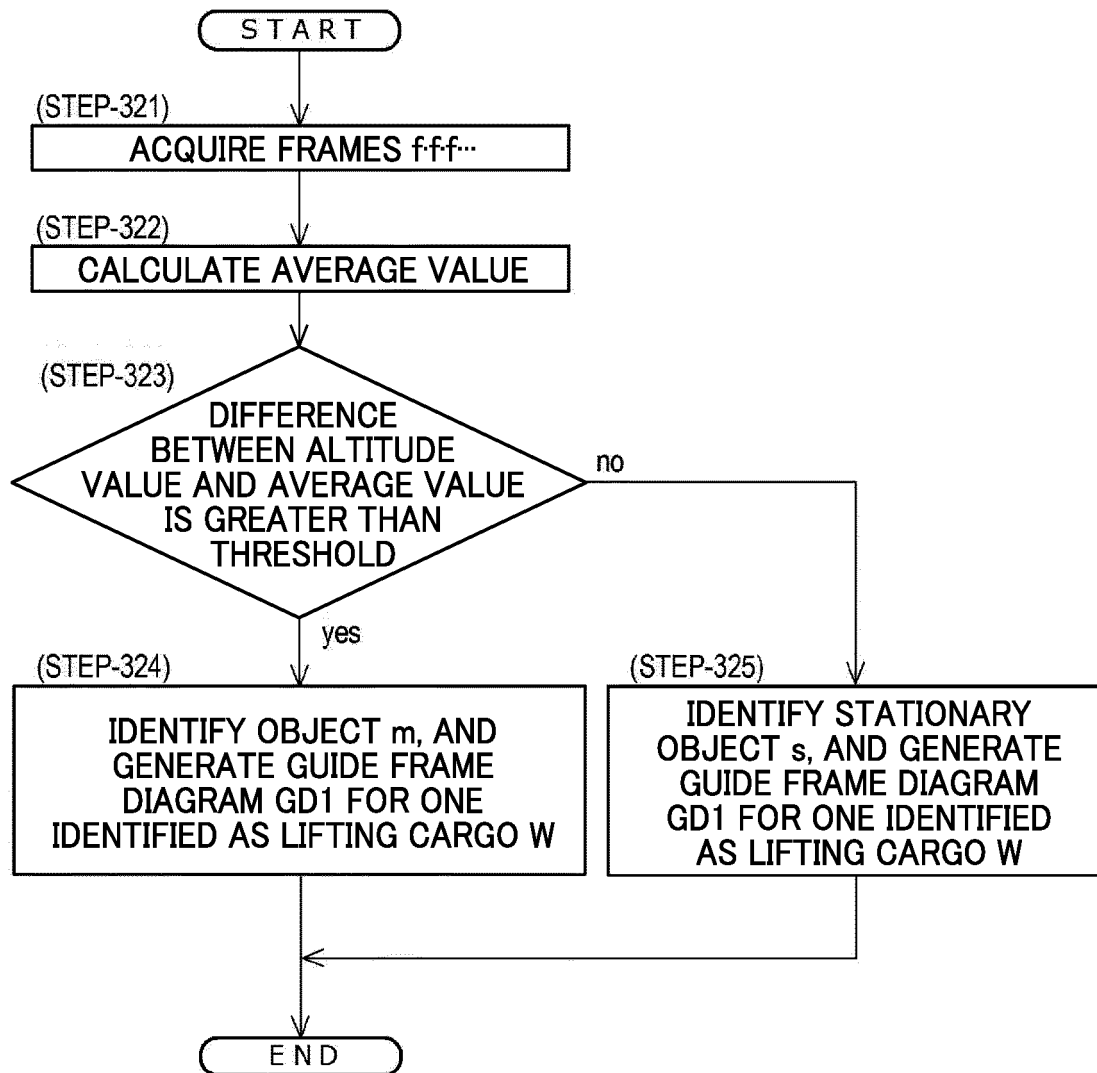 START
(STEP-321)
ACQUIRE FRAMES f·f·f···
(STEP-322)
CALCULATE AVERAGE VALUE
(STEP-323)
DIFFERENCE
BETWEEN ALTITUDE
VALUE AND AVERAGE VALUE
IS GREATER THAN
THRESHOLD
no
yes
(STEP-324)
IDENTIFY OBJECT m, AND
GENERATE GUIDE FRAME
DIAGRAM GD1 FOR ONE
IDENTIFIED AS LIFTING CARGO W
(STEP-325)
IDENTIFY STATIONARY
OBJECT s, AND GENERATE
GUIDE FRAME DIAGRAM
GD1 FOR ONE IDENTIFIED
AS LIFTING CARGO W
END